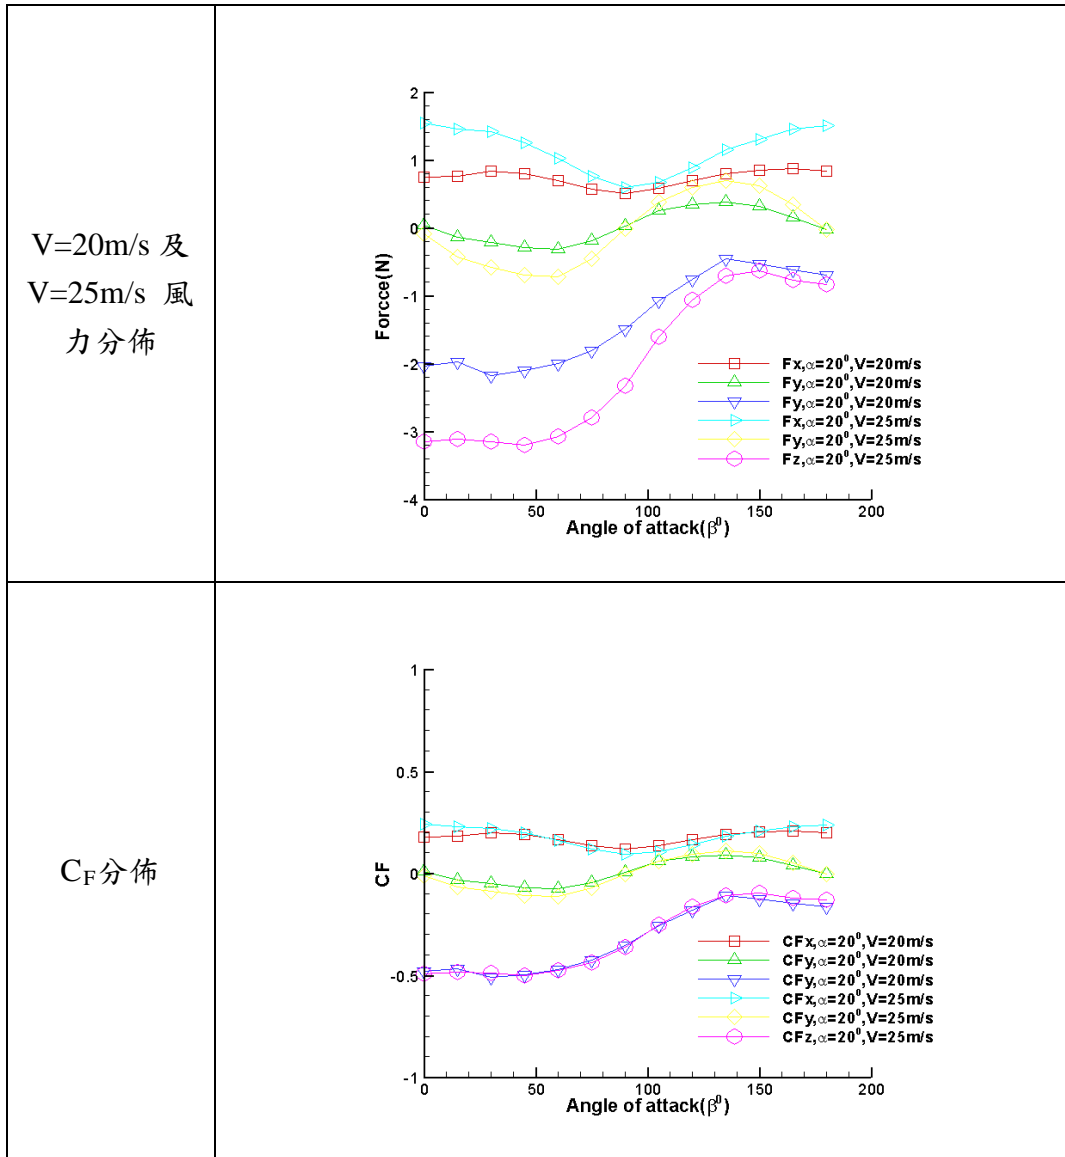 V=20m/s 及
V=25m/s 風
力分佈
2
1
0
-1
-2
-3
-4
Forcce(N)
Fx,α=20⁰,V=20m/s
Fy,α=20⁰,V=20m/s
Fy,α=20⁰,V=20m/s
Fx,α=20⁰,V=25m/s
Fy,α=20⁰,V=25m/s
Fz,α=20⁰,V=25m/s
0 50 100 150 200
Angle of attack(β⁰)
C_F分佈
1
0.5
0
-0.5
-1
CF
CFx,α=20⁰,V=20m/s
CFy,α=20⁰,V=20m/s
CFy,α=20⁰,V=20m/s
CFx,α=20⁰,V=25m/s
CFy,α=20⁰,V=25m/s
CFz,α=20⁰,V=25m/s
0 50 100 150 200
Angle of attack(β⁰)